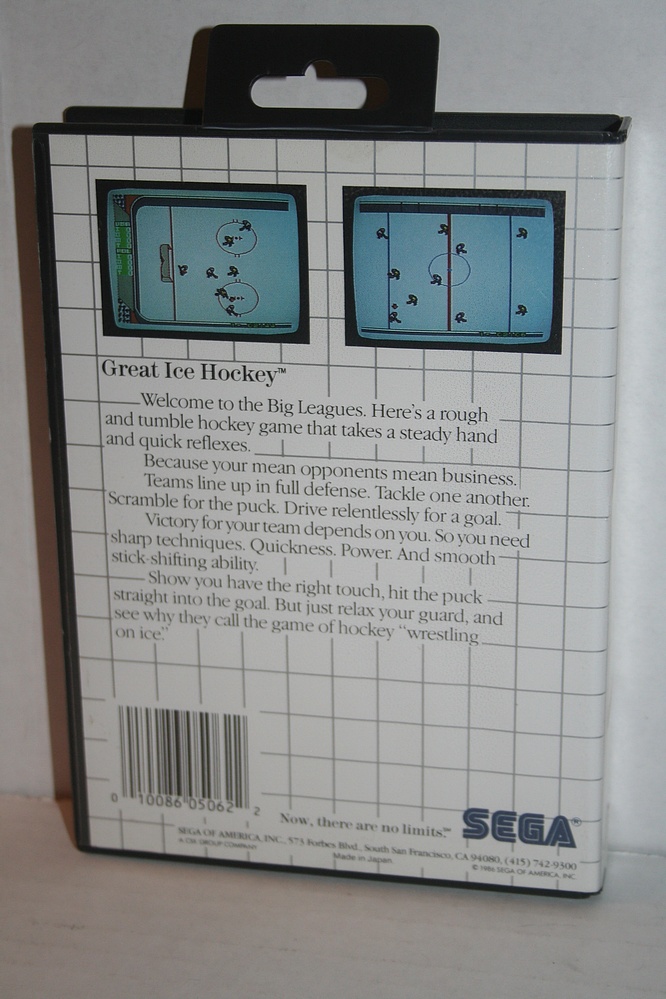 Great Ice Hockey™
Welcome to the Big Leagues. Here's a rough
and tumble hockey game that takes a steady hand
and quick reflexes.
Because your mean opponents mean business.
Teams line up in full defense. Tackle one another.
Scramble for the puck. Drive relentlessly for a goal.
Victory for your team depends on you. So you need
sharp techniques. Quickness. Power. And smooth
stick-shifting ability.
Show you have the right touch, hit the puck
straight into the goal. But just relax your guard, and
see why they call the game of hockey “wrestling
on ice.”
0 10086 05062 2
Now, there are no limits.℠
SEGA®
SEGA OF AMERICA, INC., 573 Forbes Blvd., South San Francisco, CA 94080, (415) 742-9300
A CSK GROUP COMPANY
Made in Japan.
© 1986 SEGA OF AMERICA, INC.